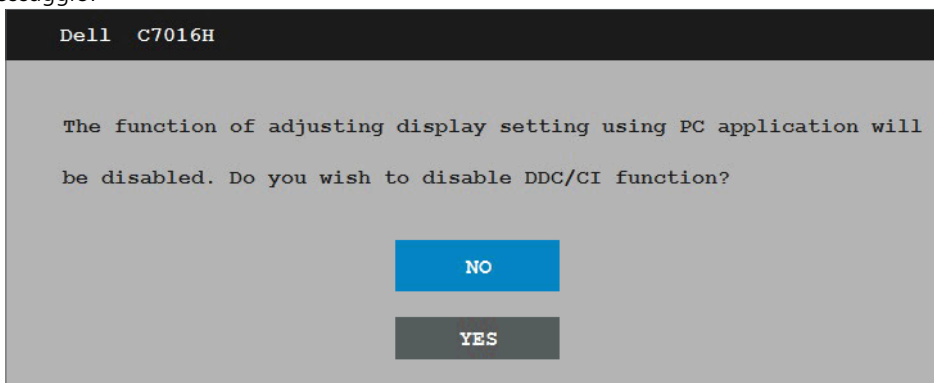 Dell C7016H
The function of adjusting display setting using PC application will
be disabled. Do you wish to disable DDC/CI function?
NO
YES